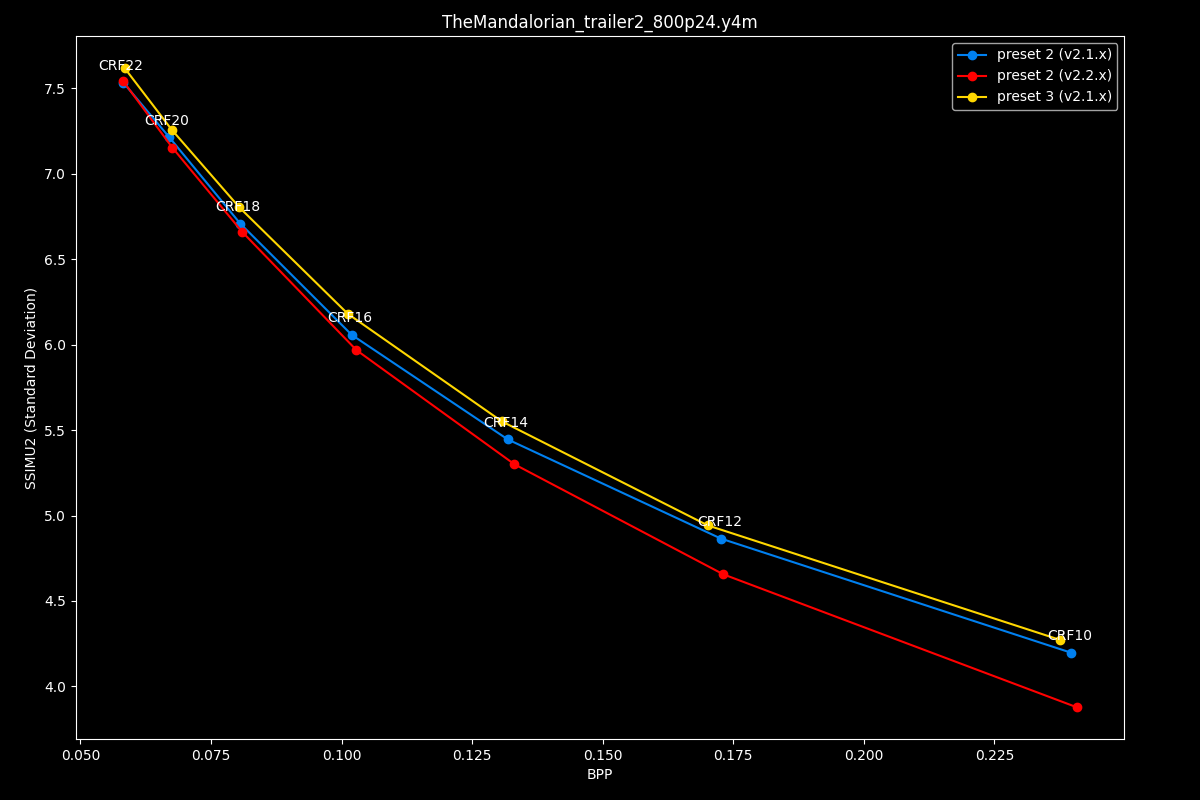 TheMandalorian_trailer2_800p24.y4m
preset 2 (v2.1.x)
preset 2 (v2.2.x)
preset 3 (v2.1.x)
CRF22
CRF20
CRF18
CRF16
CRF14
CRF12
CRF10
7.5
7.0
6.5
6.0
5.5
5.0
4.5
4.0
SSIMU2 (Standard Deviation)
0.050 0.075 0.100 0.125 0.150 0.175 0.200 0.225
BPP